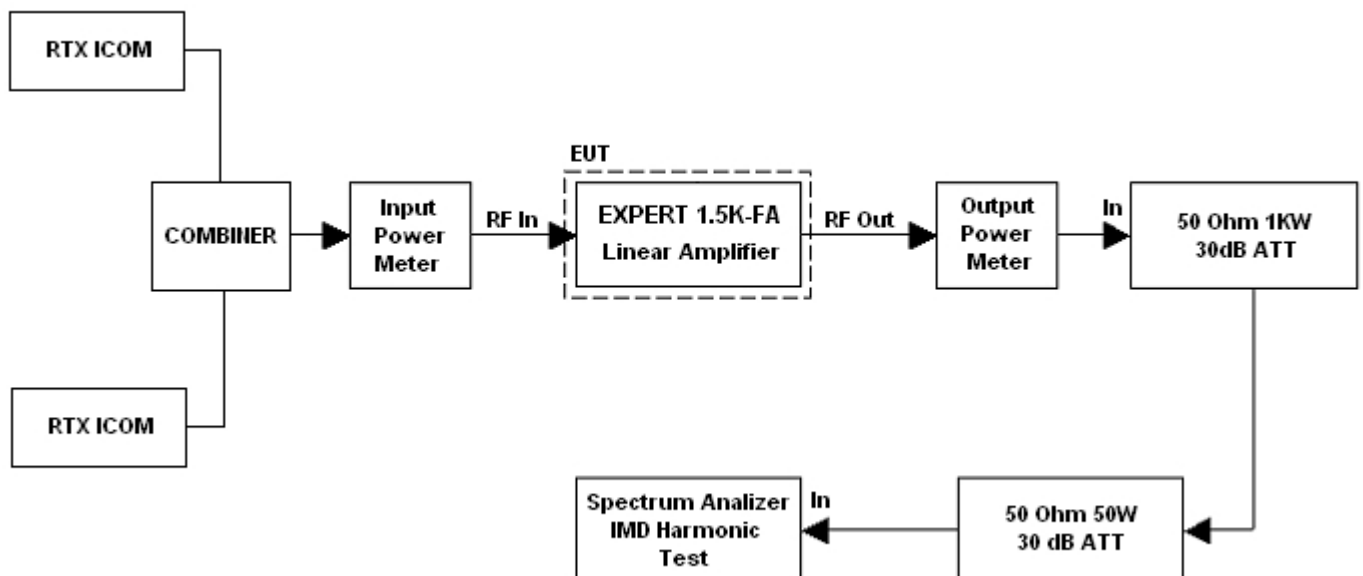 RTX ICOM
EUT
COMBINER
Input
Power
Meter
RF In
EXPERT 1.5K-FA
Linear Amplifier
RF Out
Output
Power
Meter
In
50 Ohm 1KW
30dB ATT
RTX ICOM
Spectrum Analizer
IMD Harmonic
Test
In
50 Ohm 50W
30 dB ATT